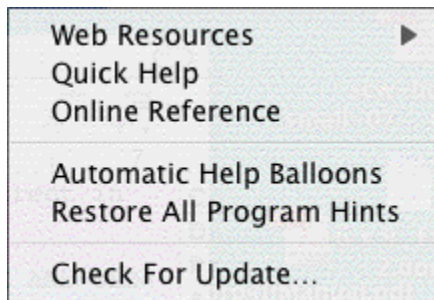 Web Resources
Quick Help
Online Reference
Automatic Help Balloons
Restore All Program Hints
Check For Update...